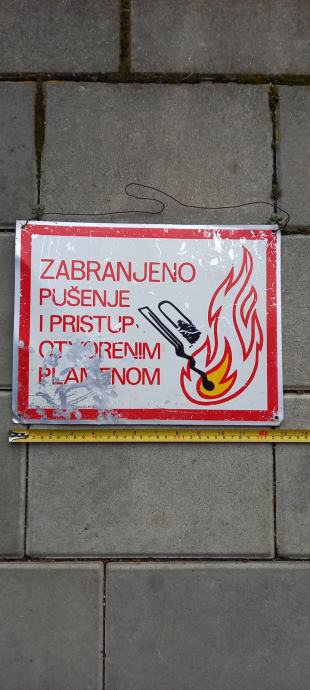 ZABRANJENO
PUŠENJE
I PRISTUP
OTVORENIM
PLAMENOM